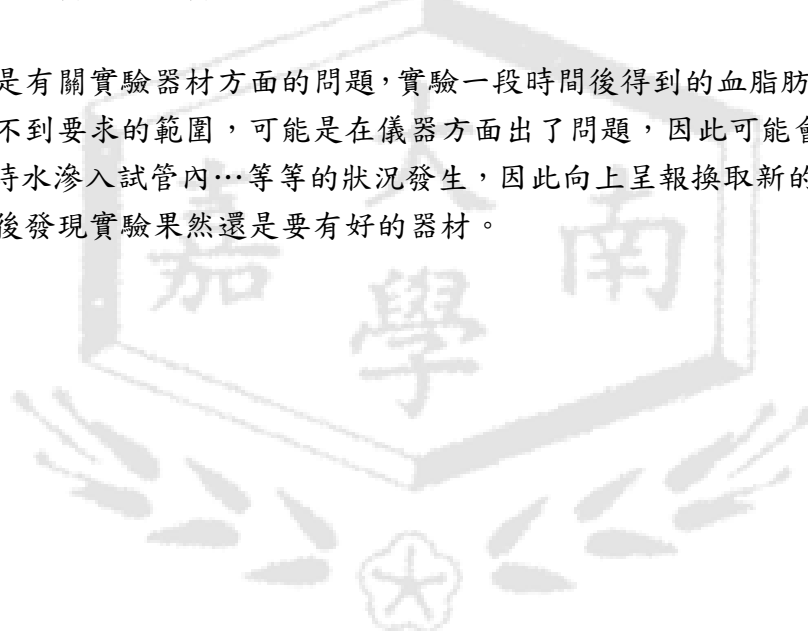 是有關實驗器材方面的問題，實驗一段時間後得到的血脂肪
不到要求的範圍，可能是在儀器方面出了問題，因此可能會
時水滲入試管內…等等的狀況發生，因此向上呈報換取新的
後發現實驗果然還是要有好的器材。
大
嘉 南
學